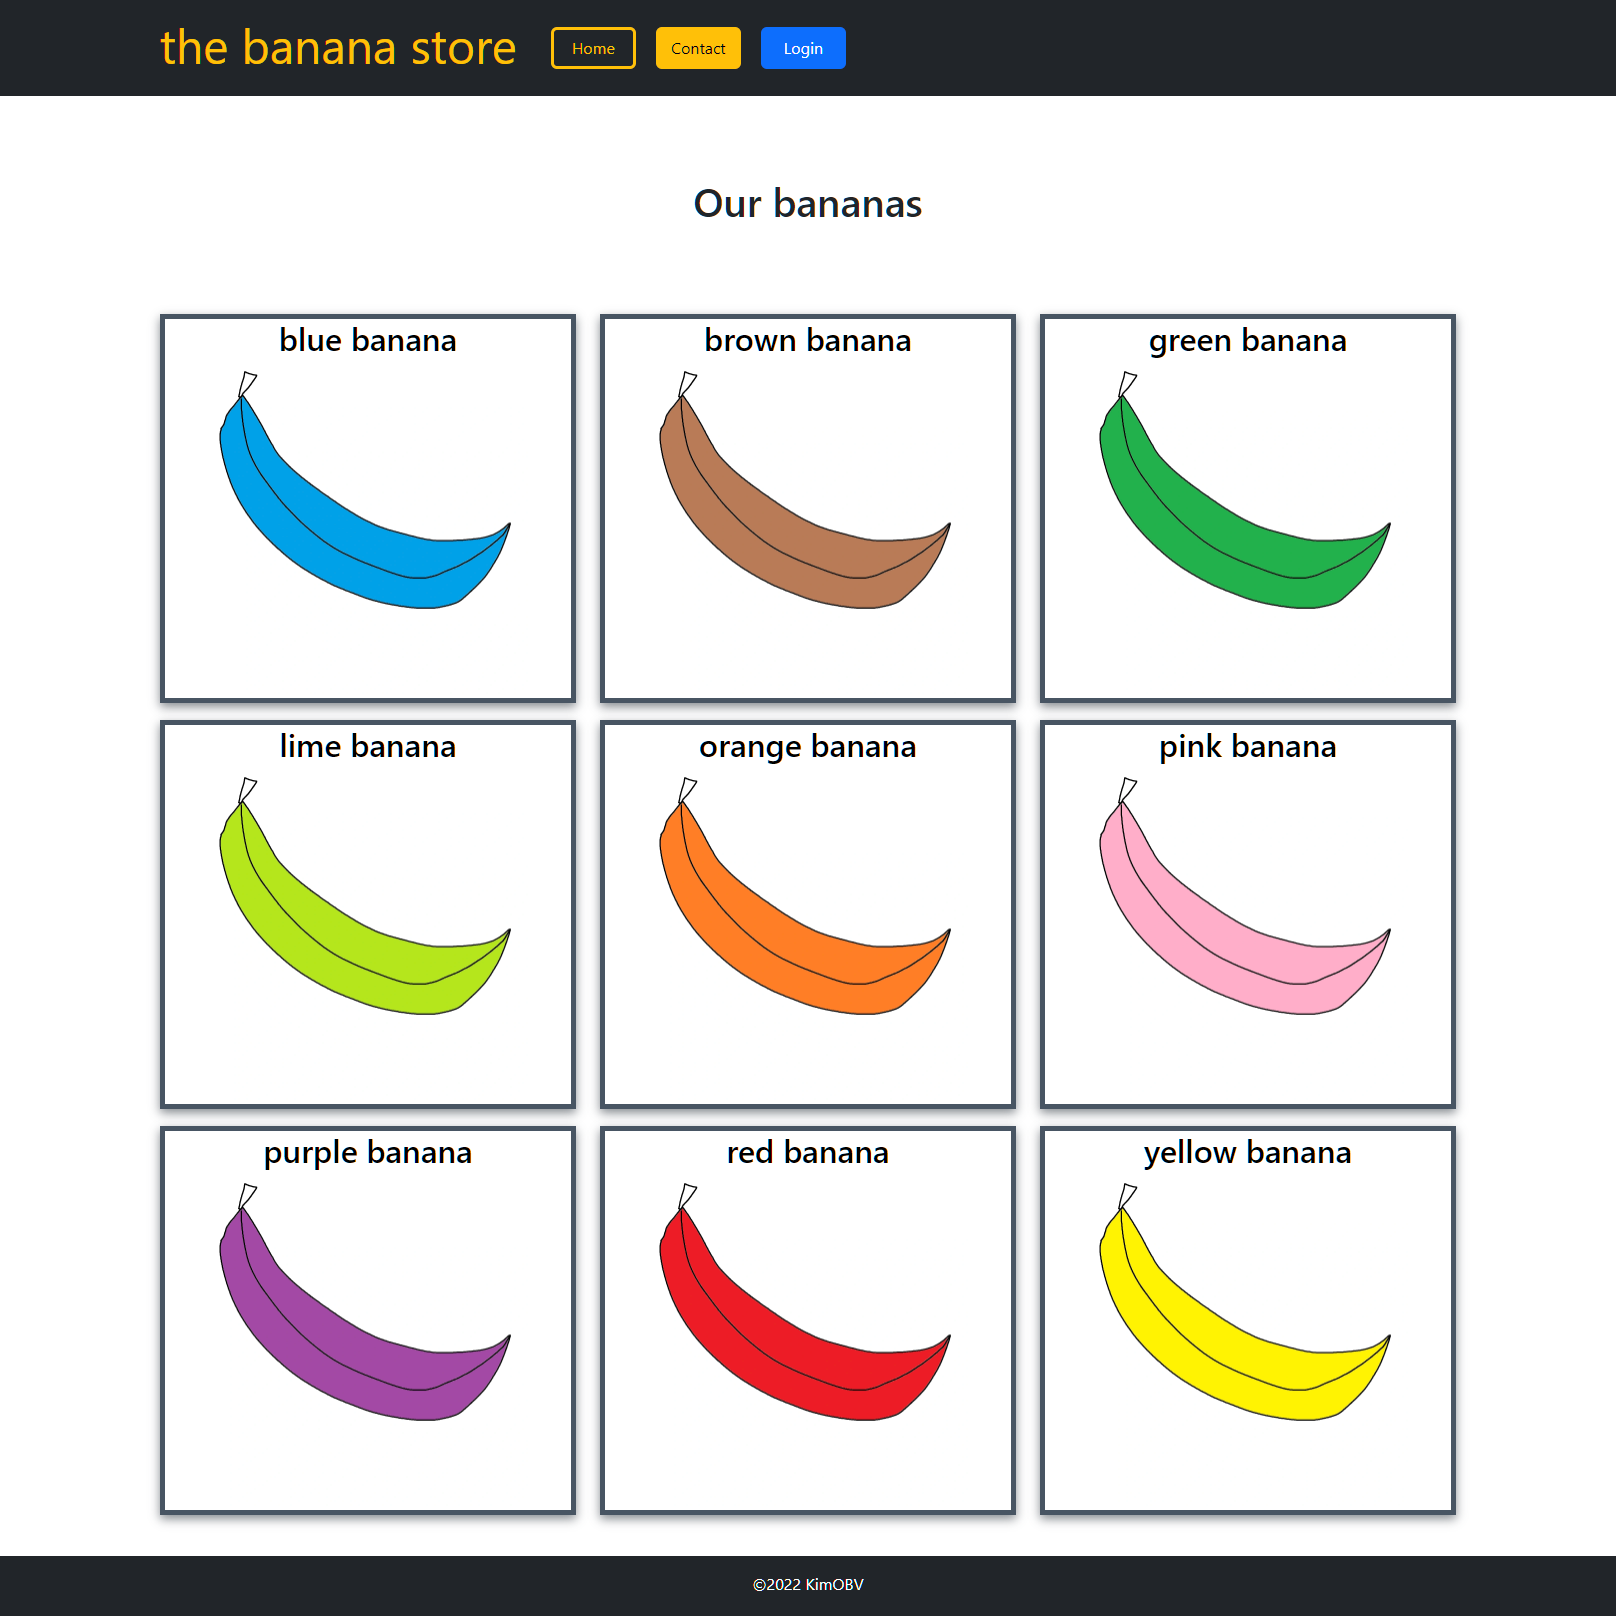 the banana store
Home
Contact
Login
Our bananas
blue banana
brown banana
green banana
lime banana
orange banana
pink banana
purple banana
red banana
yellow banana
©2022 KimOBV